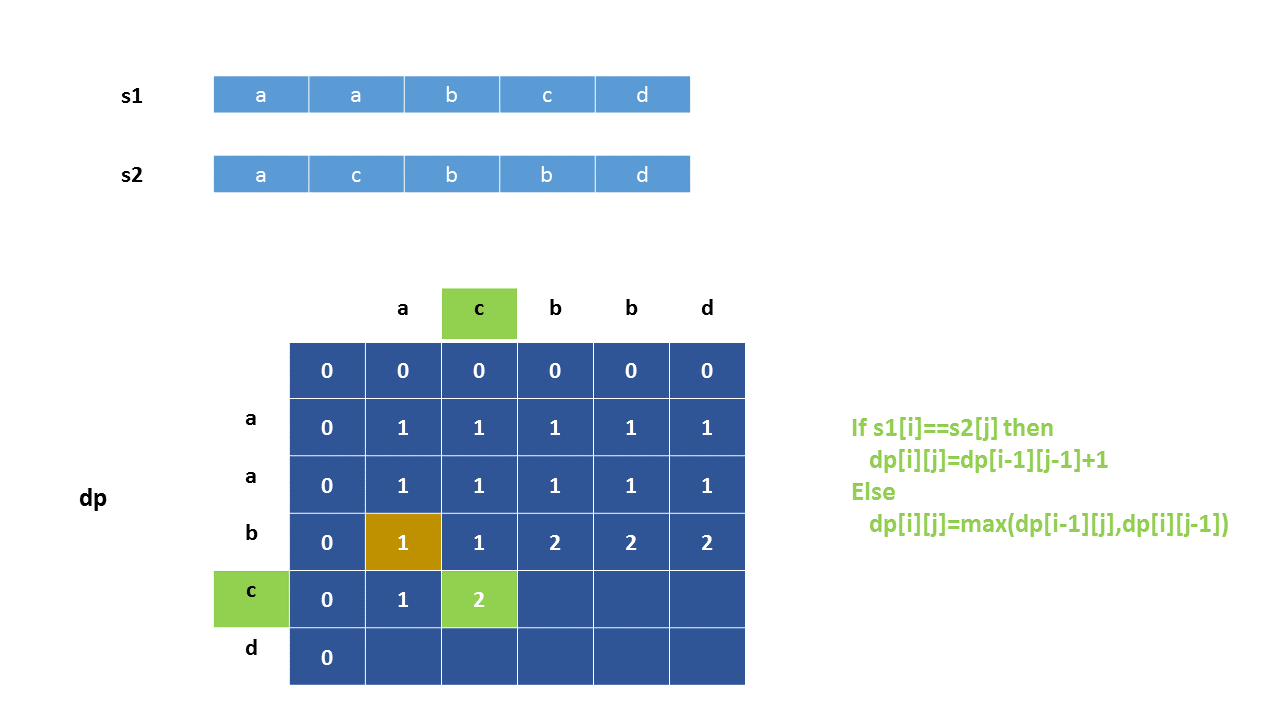 s1 a a b c d
s2 a c b b d
a c b b d
0 0 0 0 0 0
a 0 1 1 1 1 1
a 0 1 1 1 1 1
dp
b 0 1 1 2 2 2
c 0 1 2
d 0
If s1[i]==s2[j] then
dp[i][j]=dp[i-1][j-1]+1
Else
dp[i][j]=max(dp[i-1][j],dp[i][j-1])